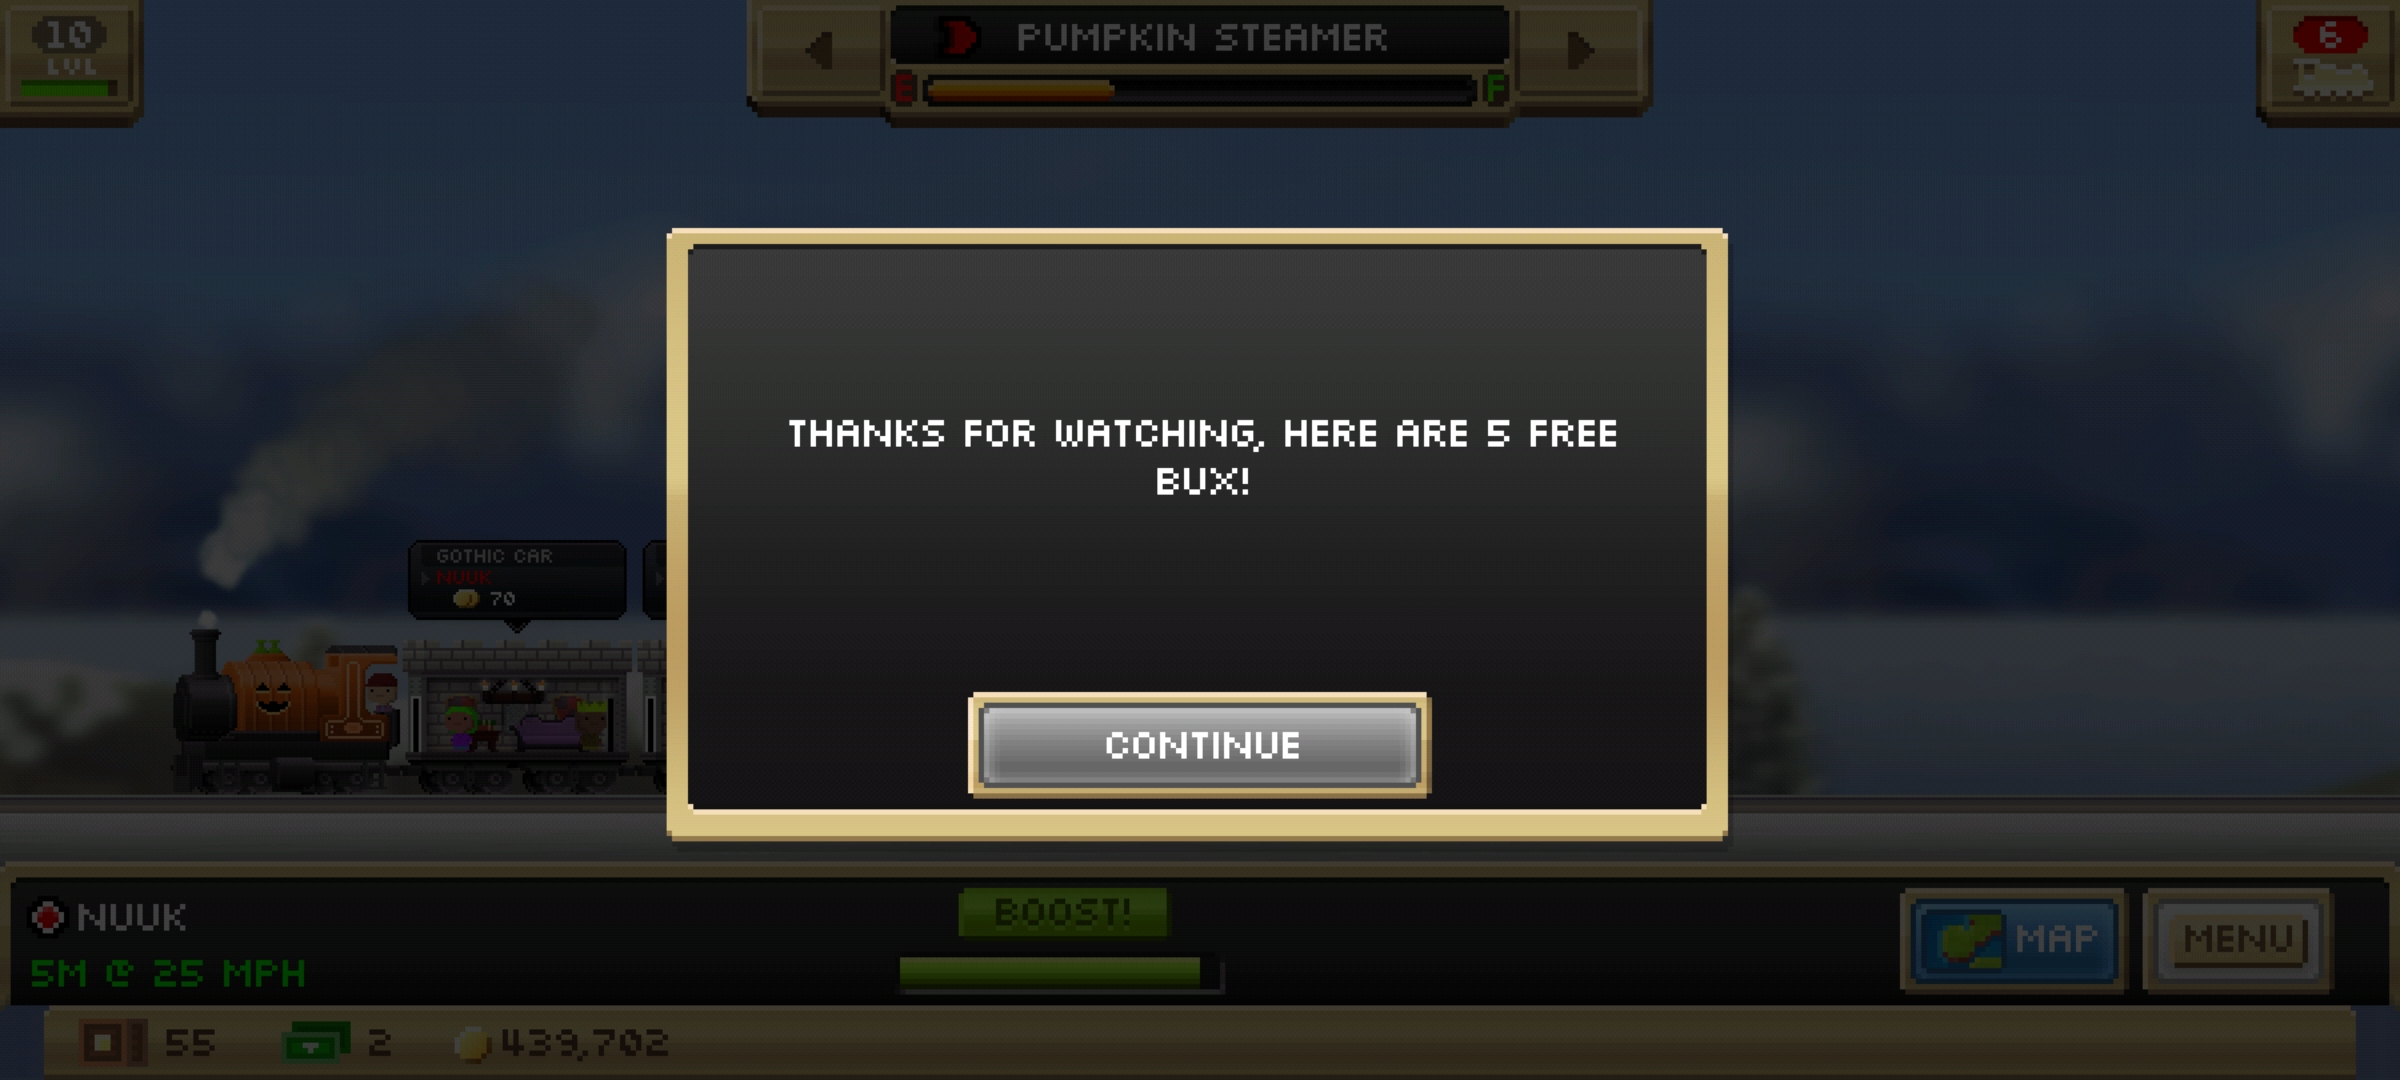 10
LVL
PUMPKIN STEAMER
E F
6
THANKS FOR WATCHING, HERE ARE 5 FREE
BUX!
GOTHIC CAR
NUUK
70
CONTINUE
NUUK
5M @ 25 MPH
BOOST!
MAP
MENU
55 2 439,702